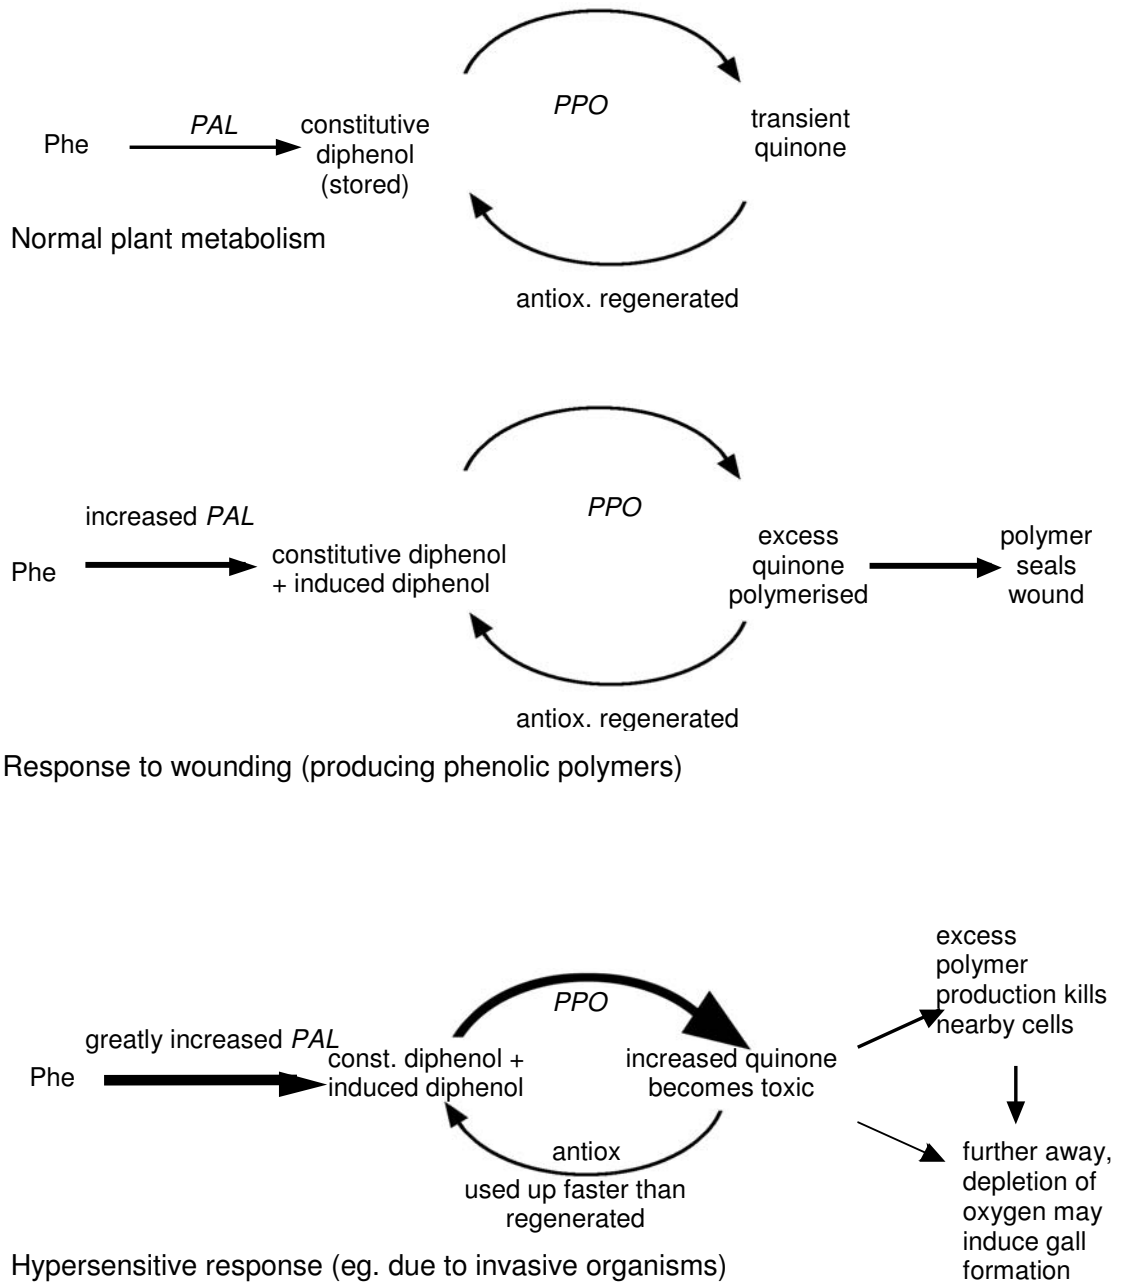 Phe
PAL
constitutive
diphenol
(stored)
PPO
transient
quinone
antiox. regenerated
Normal plant metabolism
increased PAL
Phe
constitutive diphenol
+ induced diphenol
PPO
excess
quinone
polymerised
polymer
seals
wound
antiox. regenerated
Response to wounding (producing phenolic polymers)
greatly increased PAL
Phe
const. diphenol +
induced diphenol
PPO
increased quinone
becomes toxic
antiox
used up faster than
regenerated
excess
polymer
production kills
nearby cells
further away,
depletion of
oxygen may
induce gall
formation
Hypersensitive response (eg. due to invasive organisms)